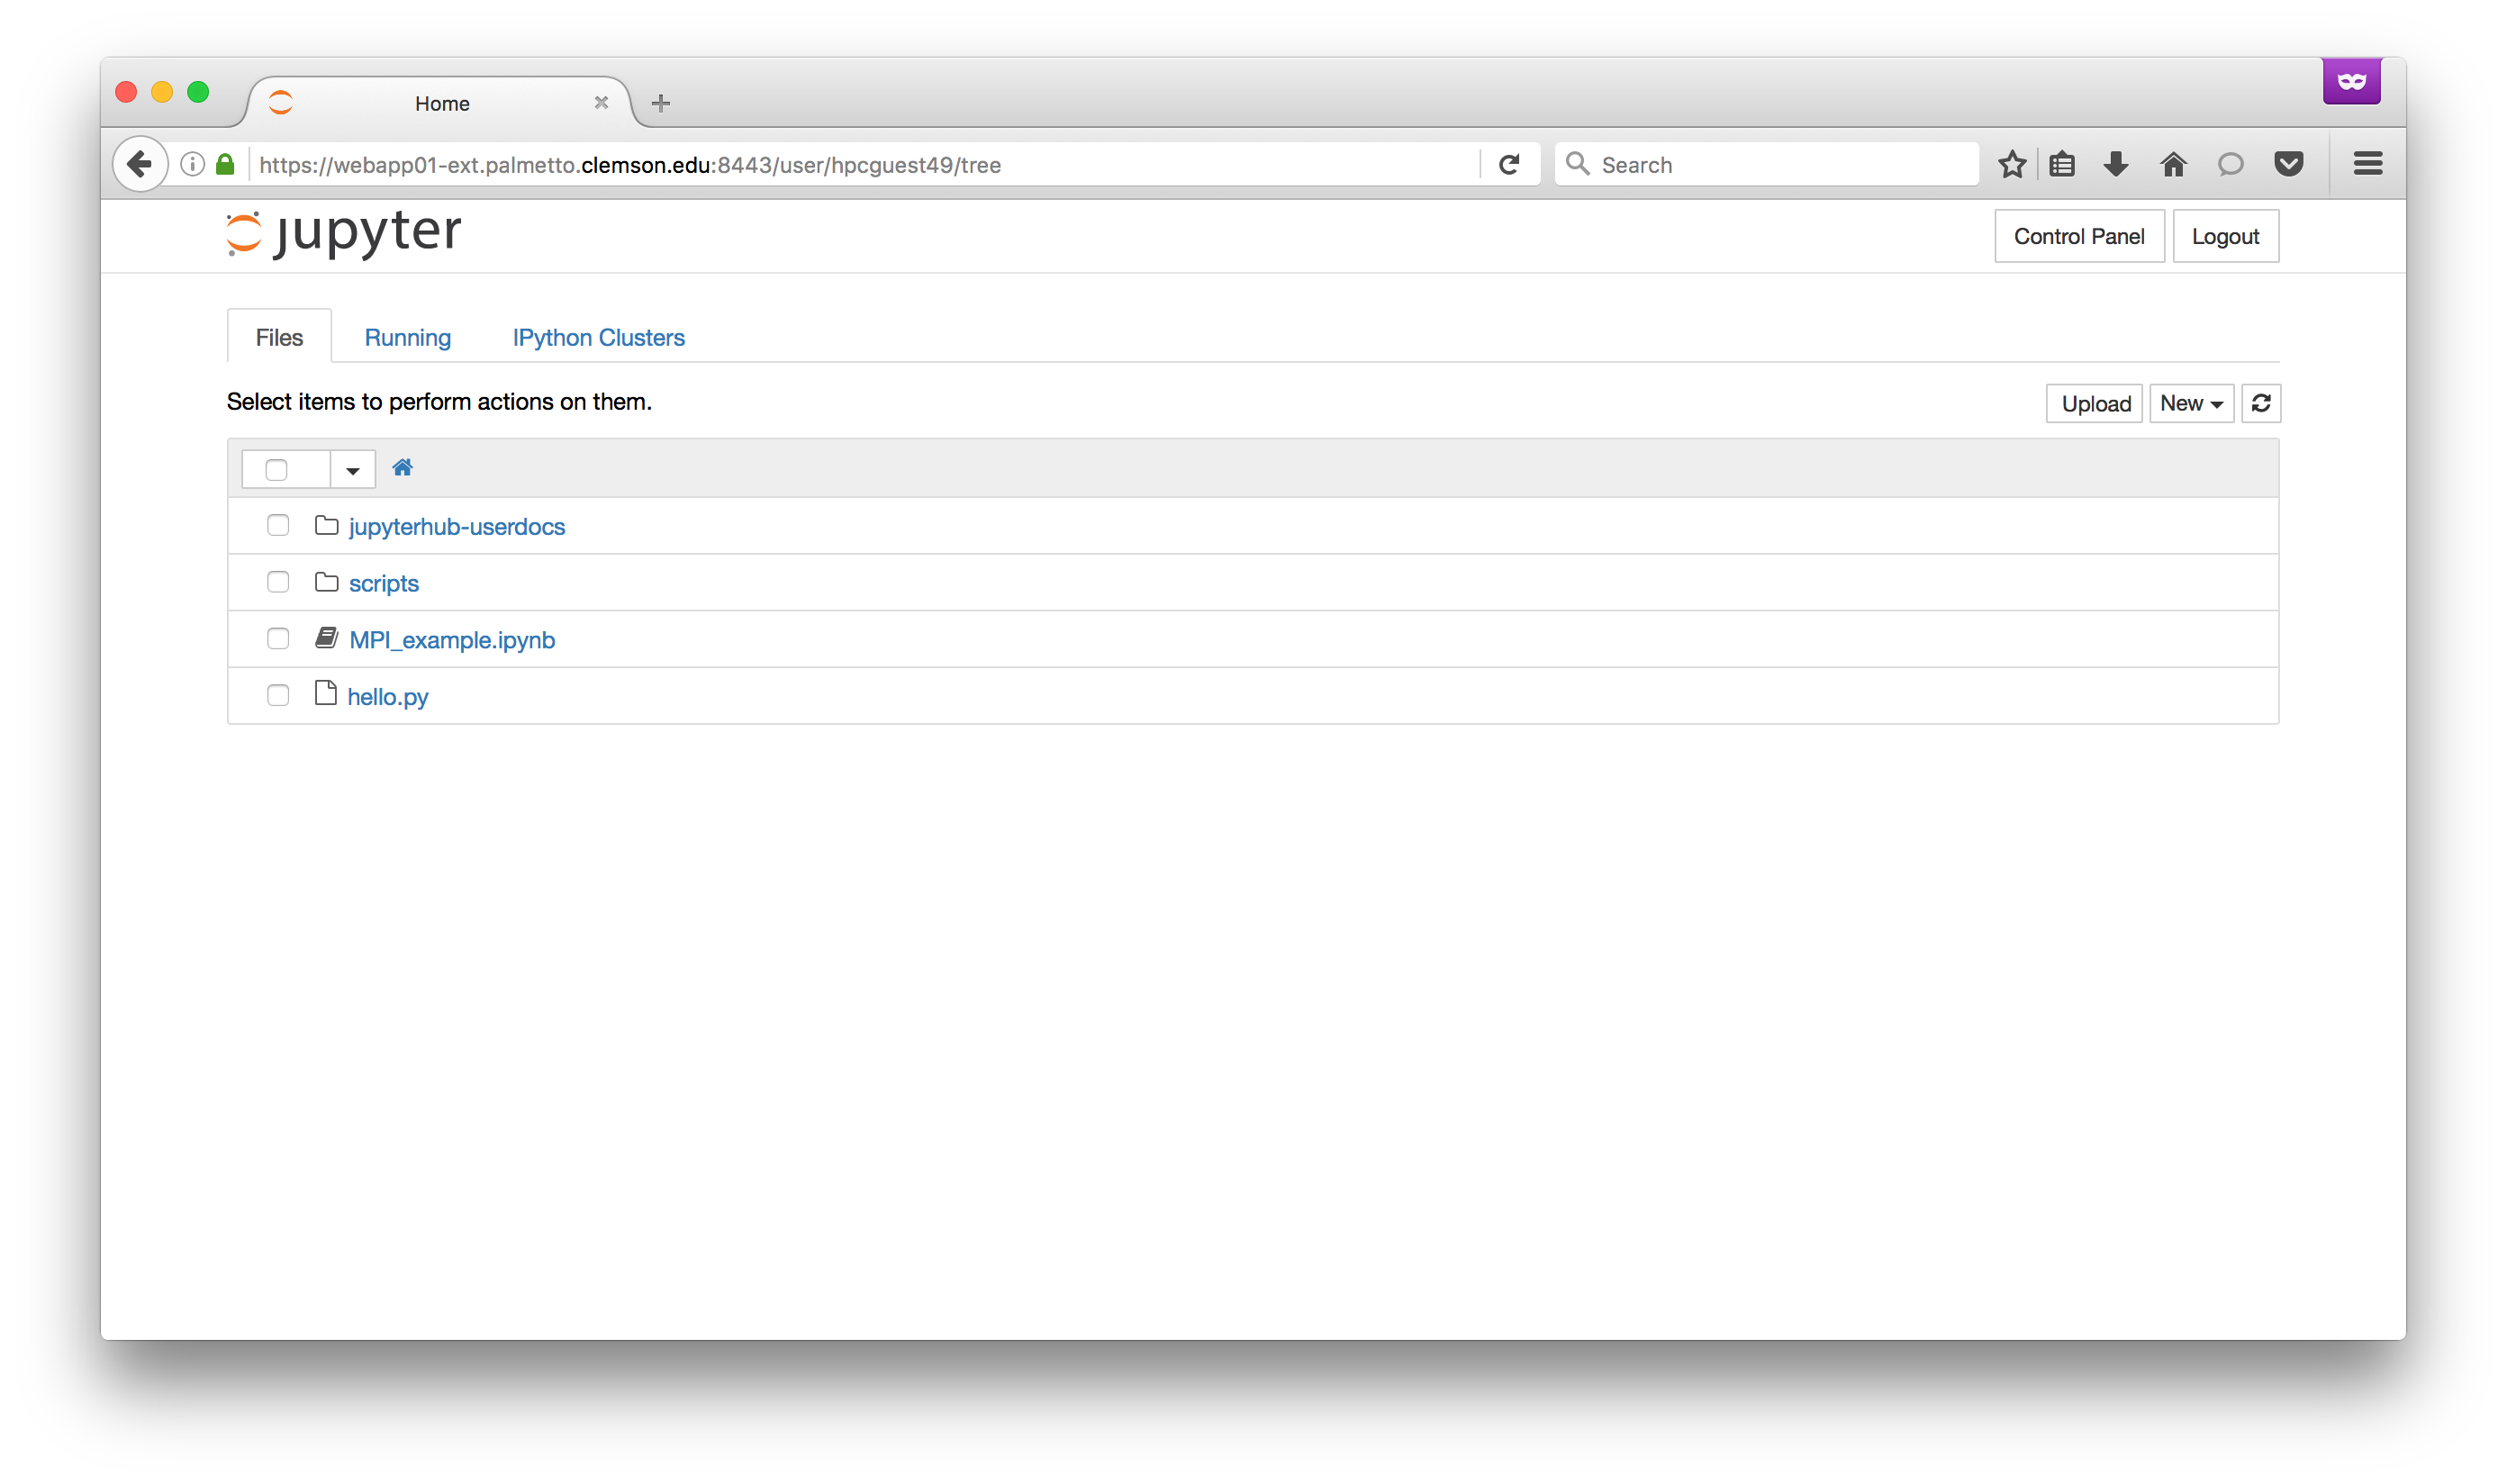 Home
https://webapp01-ext.palmetto.clemson.edu:8443/user/hpcguest49/tree
Search
jupyter
Control Panel
Logout
Files
Running
IPython Clusters
Select items to perform actions on them.
Upload
New
jupyterhub-userdocs
scripts
MPI_example.ipynb
hello.py